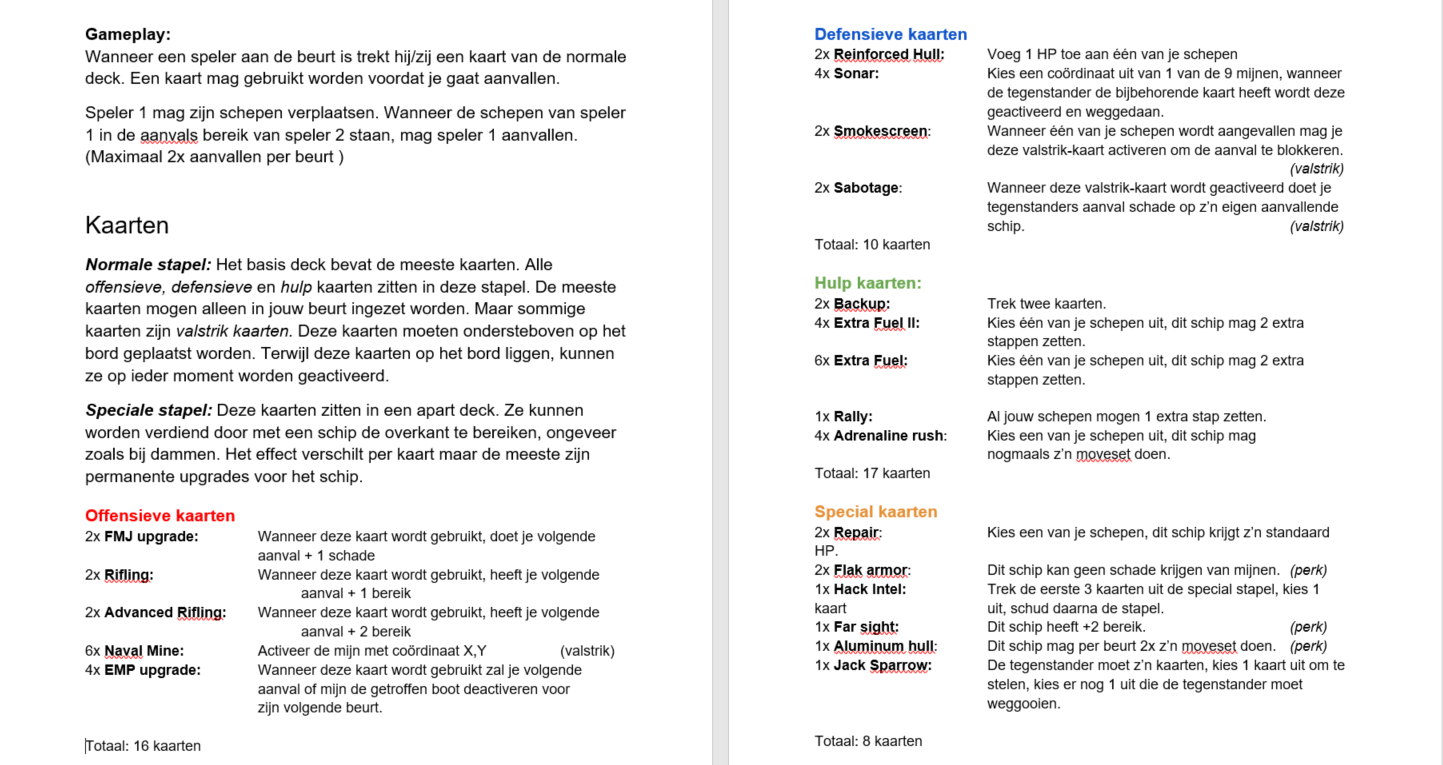 Gameplay:
Wanneer een speler aan de beurt is trekt hij/zij een kaart van de normale
deck. Een kaart mag gebruikt worden voordat je gaat aanvallen.
Speler 1 mag zijn schepen verplaatsen. Wanneer de schepen van speler
1 in de aanvals bereik van speler 2 staan, mag speler 1 aanvallen.
(Maximaal 2x aanvallen per beurt )
Kaarten
Normale stapel: Het basis deck bevat de meeste kaarten. Alle
offensieve, defensieve en hulp kaarten zitten in deze stapel. De meeste
kaarten mogen alleen in jouw beurt ingezet worden. Maar sommige
kaarten zijn valstrik kaarten. Deze kaarten moeten ondersteboven op het
bord geplaatst worden. Terwijl deze kaarten op het bord liggen, kunnen
ze op ieder moment worden geactiveerd.
Speciale stapel: Deze kaarten zitten in een apart deck. Ze kunnen
worden verdiend door met een schip de overkant te bereiken, ongeveer
zoals bij dammen. Het effect verschilt per kaart maar de meeste zijn
permanente upgrades voor het schip.
Offensieve kaarten
2x FMJ upgrade: Wanneer deze kaart wordt gebruikt, doet je volgende
aanval + 1 schade
2x Rifling: Wanneer deze kaart wordt gebruikt, heeft je volgende
aanval + 1 bereik
2x Advanced Rifling: Wanneer deze kaart wordt gebruikt, heeft je volgende
aanval + 2 bereik
6x Naval Mine: Activeer de mijn met coördinaat X,Y (valstrik)
4x EMP upgrade: Wanneer deze kaart wordt gebruikt zal je volgende
aanval of mijn de getroffen boot deactiveren voor
zijn volgende beurt.
Totaal: 16 kaarten
Defensieve kaarten
2x Reinforced Hull: Voeg 1 HP toe aan één van je schepen
4x Sonar: Kies een coördinaat uit van 1 van de 9 mijnen, wanneer
de tegenstander de bijbehorende kaart heeft wordt deze
geactiveerd en weggedaan.
2x Smokescreen: Wanneer één van je schepen wordt aangevallen mag je
deze valstrik-kaart activeren om de aanval te blokkeren.
(valstrik)
2x Sabotage: Wanneer deze valstrik-kaart wordt geactiveerd doet je
tegenstanders aanval schade op z'n eigen aanvallende
schip. (valstrik)
Totaal: 10 kaarten
Hulp kaarten:
2x Backup: Trek twee kaarten.
4x Extra Fuel II: Kies één van je schepen uit, dit schip mag 2 extra
stappen zetten.
6x Extra Fuel: Kies één van je schepen uit, dit schip mag 2 extra
stappen zetten.
1x Rally: Al jouw schepen mogen 1 extra stap zetten.
4x Adrenaline rush: Kies een van je schepen uit, dit schip mag
nogmaals z'n moveset doen.
Totaal: 17 kaarten
Special kaarten
2x Repair: Kies een van je schepen, dit schip krijgt z'n standaard
HP.
2x Flak armor: Dit schip kan geen schade krijgen van mijnen. (perk)
1x Hack Intel: Trek de eerste 3 kaarten uit de special stapel, kies 1
kaart uit, schud daarna de stapel.
1x Far sight: Dit schip heeft +2 bereik. (perk)
1x Aluminum hull: Dit schip mag per beurt 2x z'n moveset doen. (perk)
1x Jack Sparrow: De tegenstander moet z'n kaarten, kies 1 kaart uit om te
stelen, kies er nog 1 uit die de tegenstander moet
weggooien.
Totaal: 8 kaarten